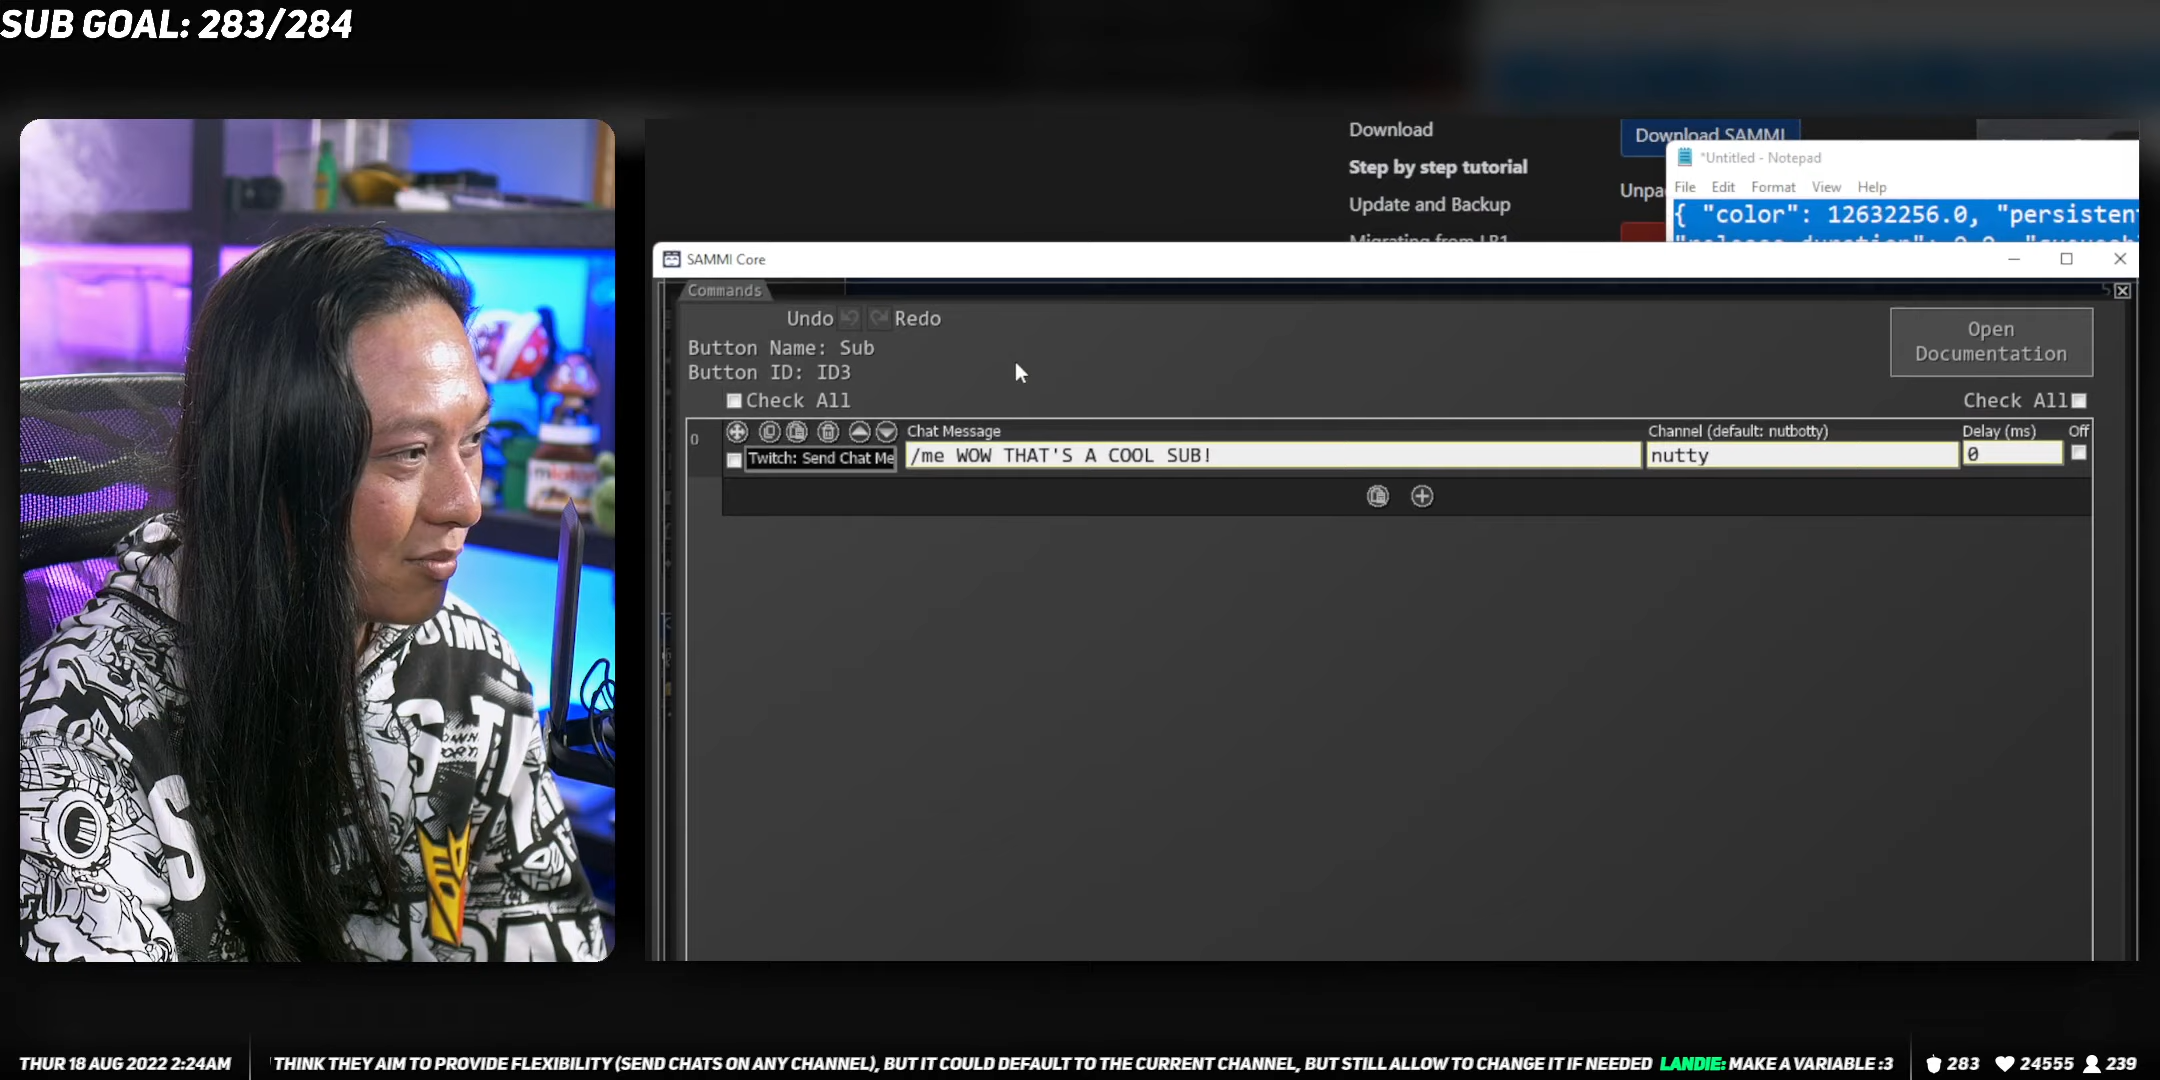 SUB GOAL: 283/284
Download
Step by step tutorial
Update and Backup
Download SAMMI
*Untitled - Notepad
File Edit Format View Help
{ "color": 12632256.0, "persistent
SAMMI Core
Commands
Undo Redo
Open
Documentation
Button Name: Sub
Button ID: ID3
Check All
Check All
0
Chat Message
Channel (default: nutbotty)
Delay (ms)
Off
Twitch: Send Chat Me
/me WOW THAT'S A COOL SUB!
nutty
0
THUR 18 AUG 2022 2:24AM
THINK THEY AIM TO PROVIDE FLEXIBILITY (SEND CHATS ON ANY CHANNEL), BUT IT COULD DEFAULT TO THE CURRENT CHANNEL, BUT STILL ALLOW TO CHANGE IT IF NEEDED LANDIE: MAKE A VARIABLE :3
283 24555 239